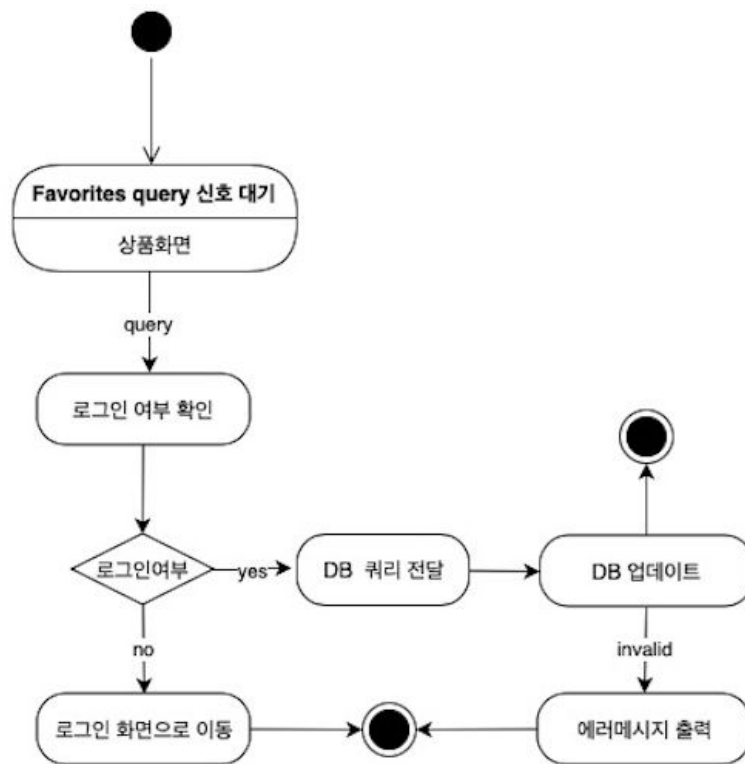 Favorites query 신호 대기
상품화면
query
로그인 여부 확인
로그인여부
yes
DB 쿼리 전달
DB 업데이트
no
invalid
로그인 화면으로 이동
에러메시지 출력